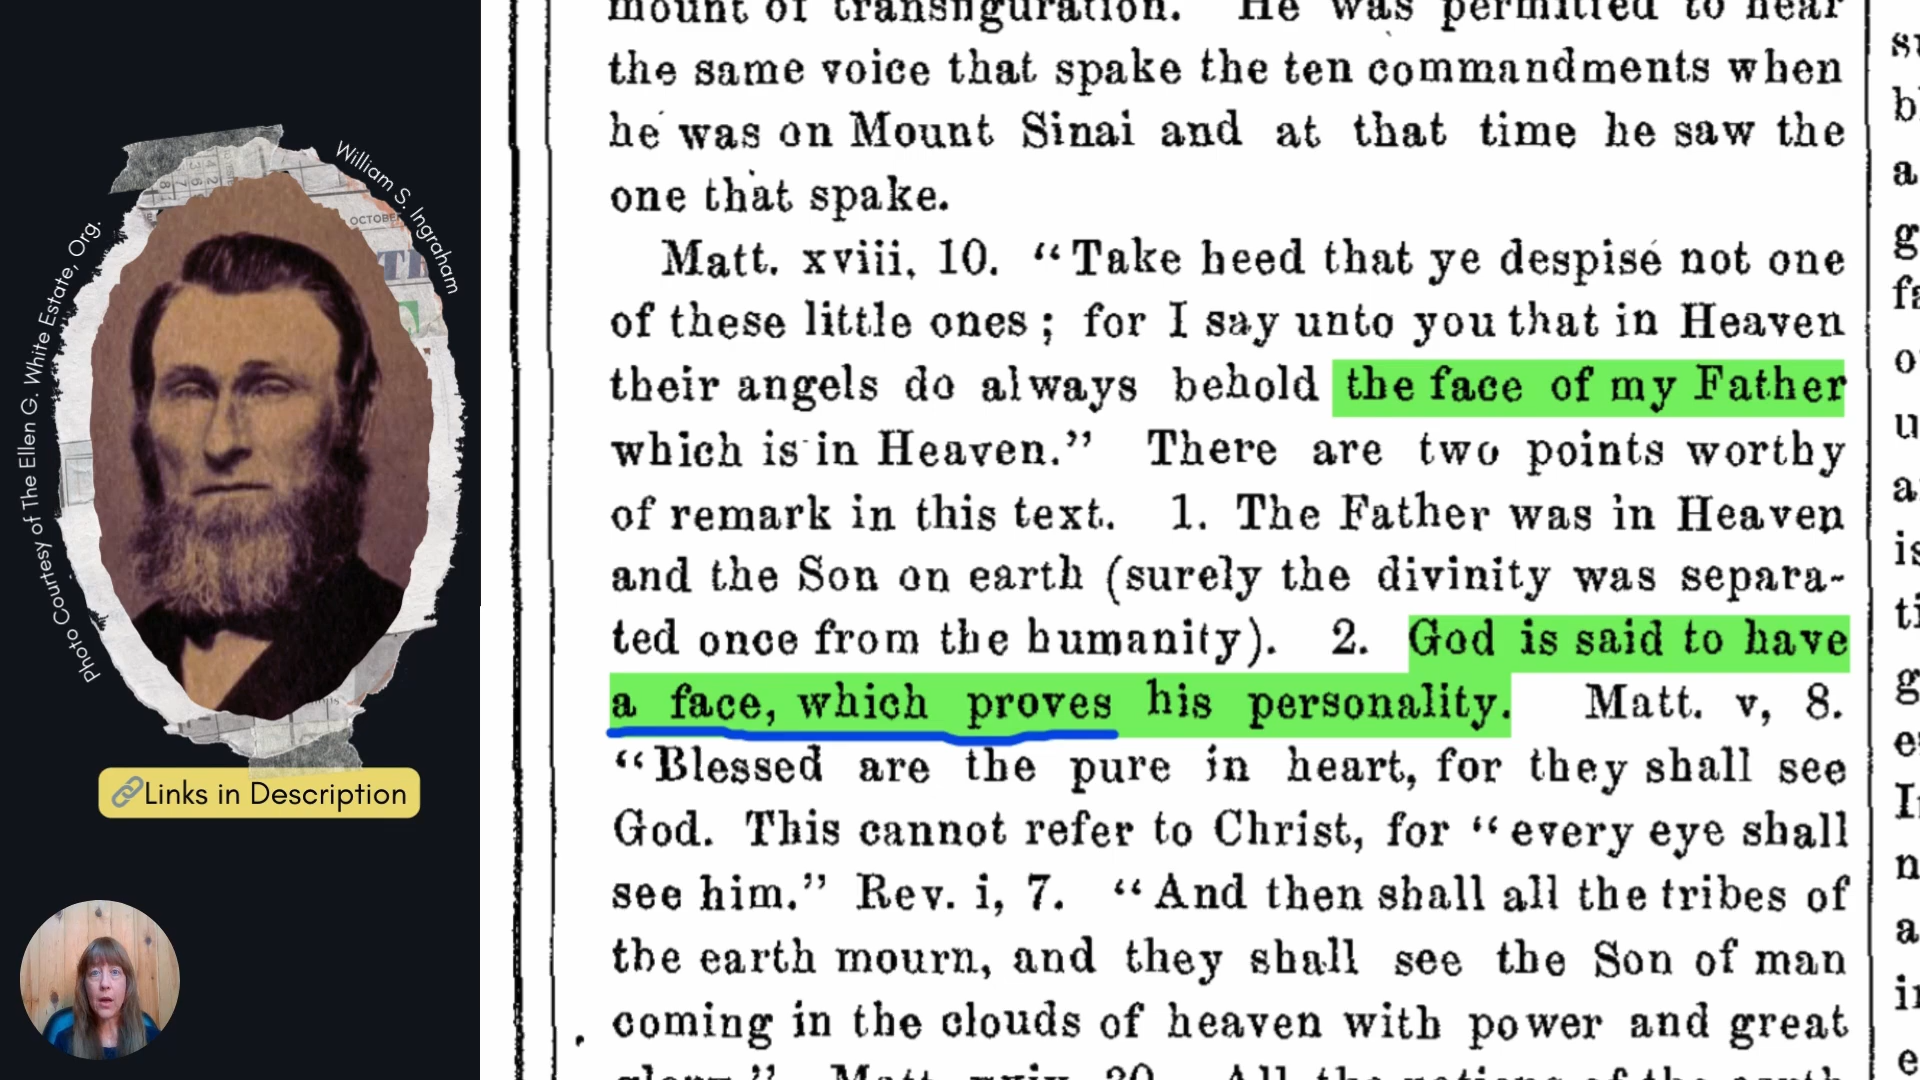 William S. Ingraham
Photo Courtesy of The Ellen G. White Estate, Org.
OCTOBER
🔗Links in Description
mount of transfiguration. He was permitted to hear
the same voice that spake the ten commandments when
he was on Mount Sinai and at that time he saw the
one that spake.
Matt. xviii, 10. “Take heed that ye despise not one
of these little ones; for I say unto you that in Heaven
their angels do always behold the face of my Father
which is in Heaven.” There are two points worthy
of remark in this text. 1. The Father was in Heaven
and the Son on earth (surely the divinity was separa-
ted once from the humanity). 2. God is said to have
a face, which proves his personality. Matt. v, 8.
“Blessed are the pure in heart, for they shall see
God. This cannot refer to Christ, for “every eye shall
see him.” Rev. i, 7. “And then shall all the tribes of
the earth mourn, and they shall see the Son of man
coming in the clouds of heaven with power and great